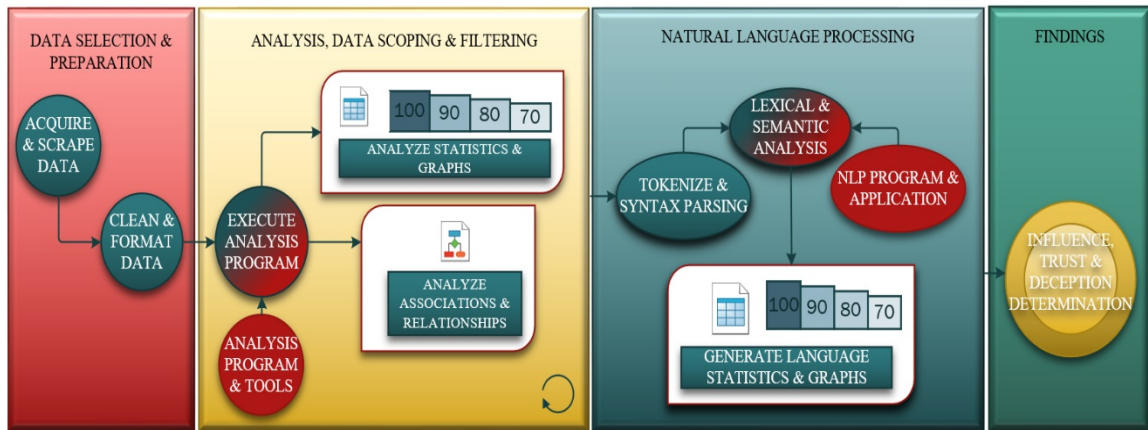 DATA SELECTION &
PREPARATION
ACQUIRE
& SCRAPE
DATA
CLEAN &
FORMAT
DATA
ANALYSIS, DATA SCOPING & FILTERING
100 90 80 70
ANALYZE STATISTICS &
GRAPHS
EXECUTE
ANALYSIS
PROGRAM
ANALYZE
ASSOCIATIONS &
RELATIONSHIPS
ANALYSIS
PROGRAM
& TOOLS
NATURAL LANGUAGE PROCESSING
LEXICAL &
SEMANTIC
ANALYSIS
TOKENIZE &
SYNTAX PARSING
NLP PROGRAM &
APPLICATION
100 90 80 70
GENERATE LANGUAGE
STATISTICS & GRAPHS
FINDINGS
INFLUENCE,
TRUST &
DECEPTION
DETERMINATION